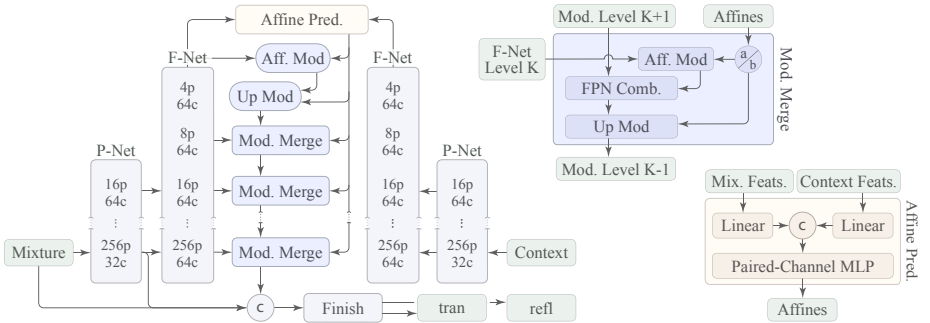 Affine Pred.
F-Net
Aff. Mod
F-Net
4p
64c
Up Mod
4p
64c
8p
64c
Mod. Merge
8p
64c
P-Net
P-Net
16p
64c
16p
64c
Mod. Merge
16p
64c
16p
64c
⋮
⋮
⋮
⋮
Mixture
256p
32c
256p
64c
Mod. Merge
256p
64c
256p
32c
Context
c
Finish
tran
refl
Mod. Level K+1
Affines
F-Net
Level K
Aff. Mod
a/b
FPN Comb.
Up Mod
Mod. Merge
Mod. Level K-1
Mix. Feats.
Context Feats.
Linear
c
Linear
Paired-Channel MLP
Affine Pred.
Affines